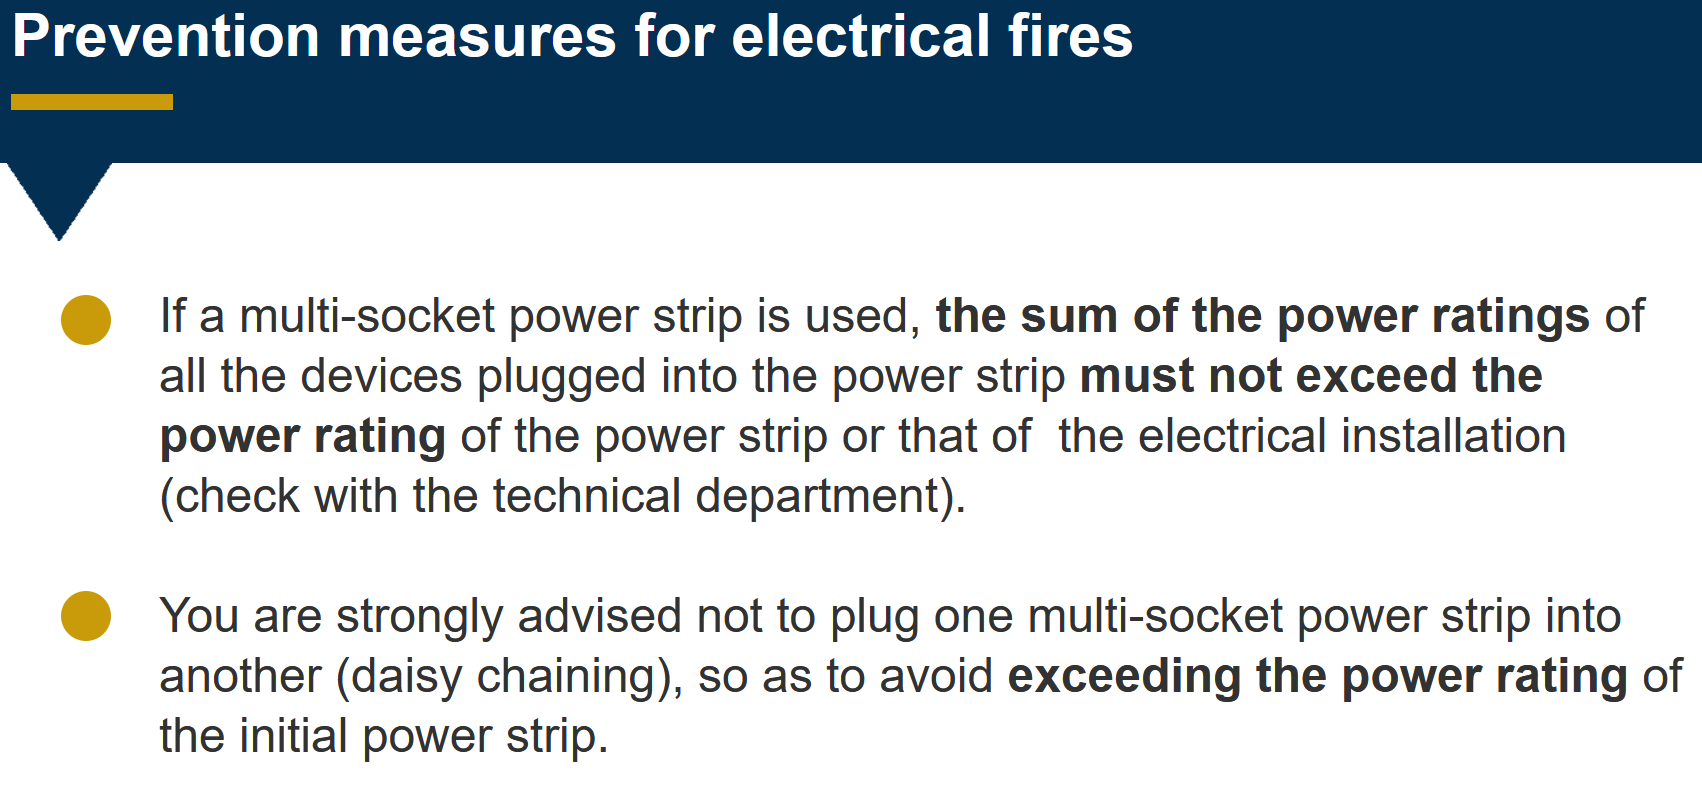 Prevention measures for electrical fires
If a multi-socket power strip is used, the sum of the power ratings of
all the devices plugged into the power strip must not exceed the
power rating of the power strip or that of  the electrical installation
(check with the technical department).
You are strongly advised not to plug one multi-socket power strip into
another (daisy chaining), so as to avoid exceeding the power rating of
the initial power strip.